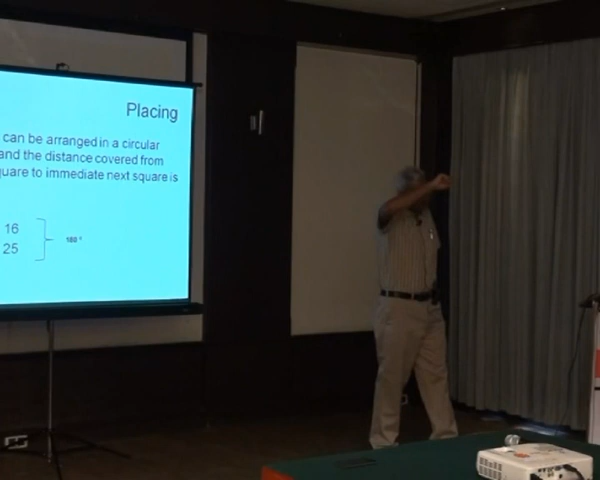 Placing
can be arranged in a circular
and the distance covered from
uare to immediate next square is
16
25
180 °